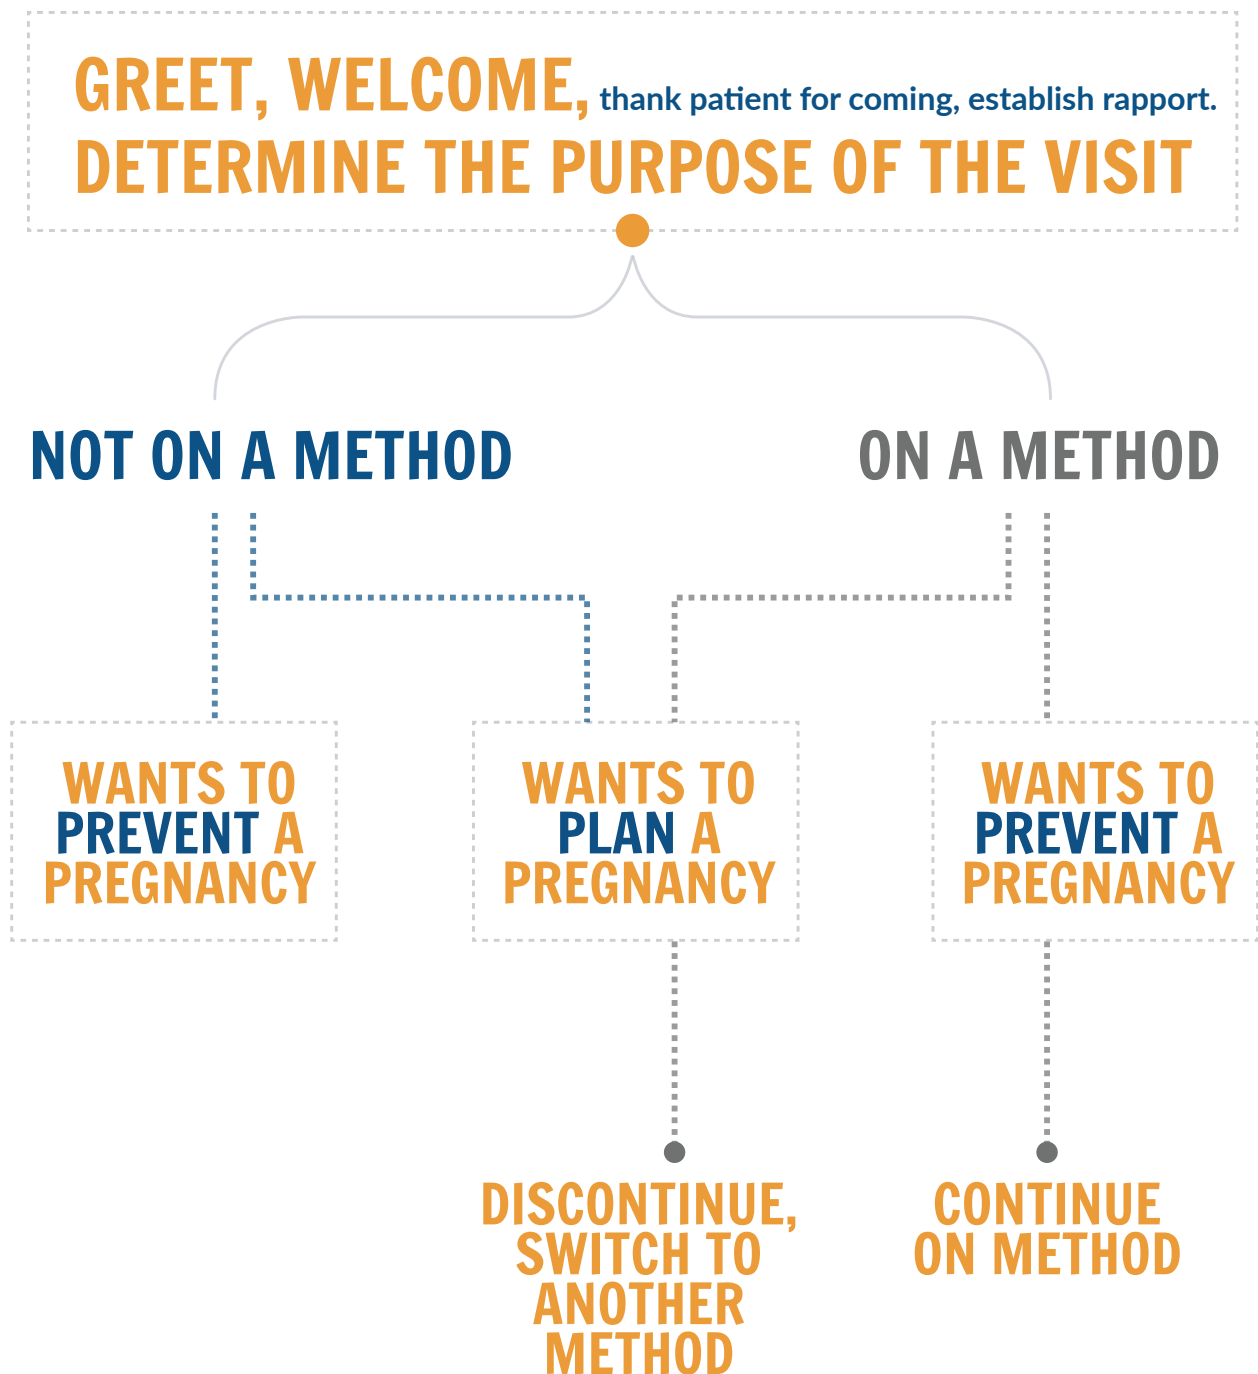 GREET, WELCOME, thank patient for coming, establish rapport.
DETERMINE THE PURPOSE OF THE VISIT
NOT ON A METHOD
ON A METHOD
WANTS TO
PREVENT A
PREGNANCY
WANTS TO
PLAN A
PREGNANCY
WANTS TO
PREVENT A
PREGNANCY
DISCONTINUE,
SWITCH TO
ANOTHER
METHOD
CONTINUE
ON METHOD